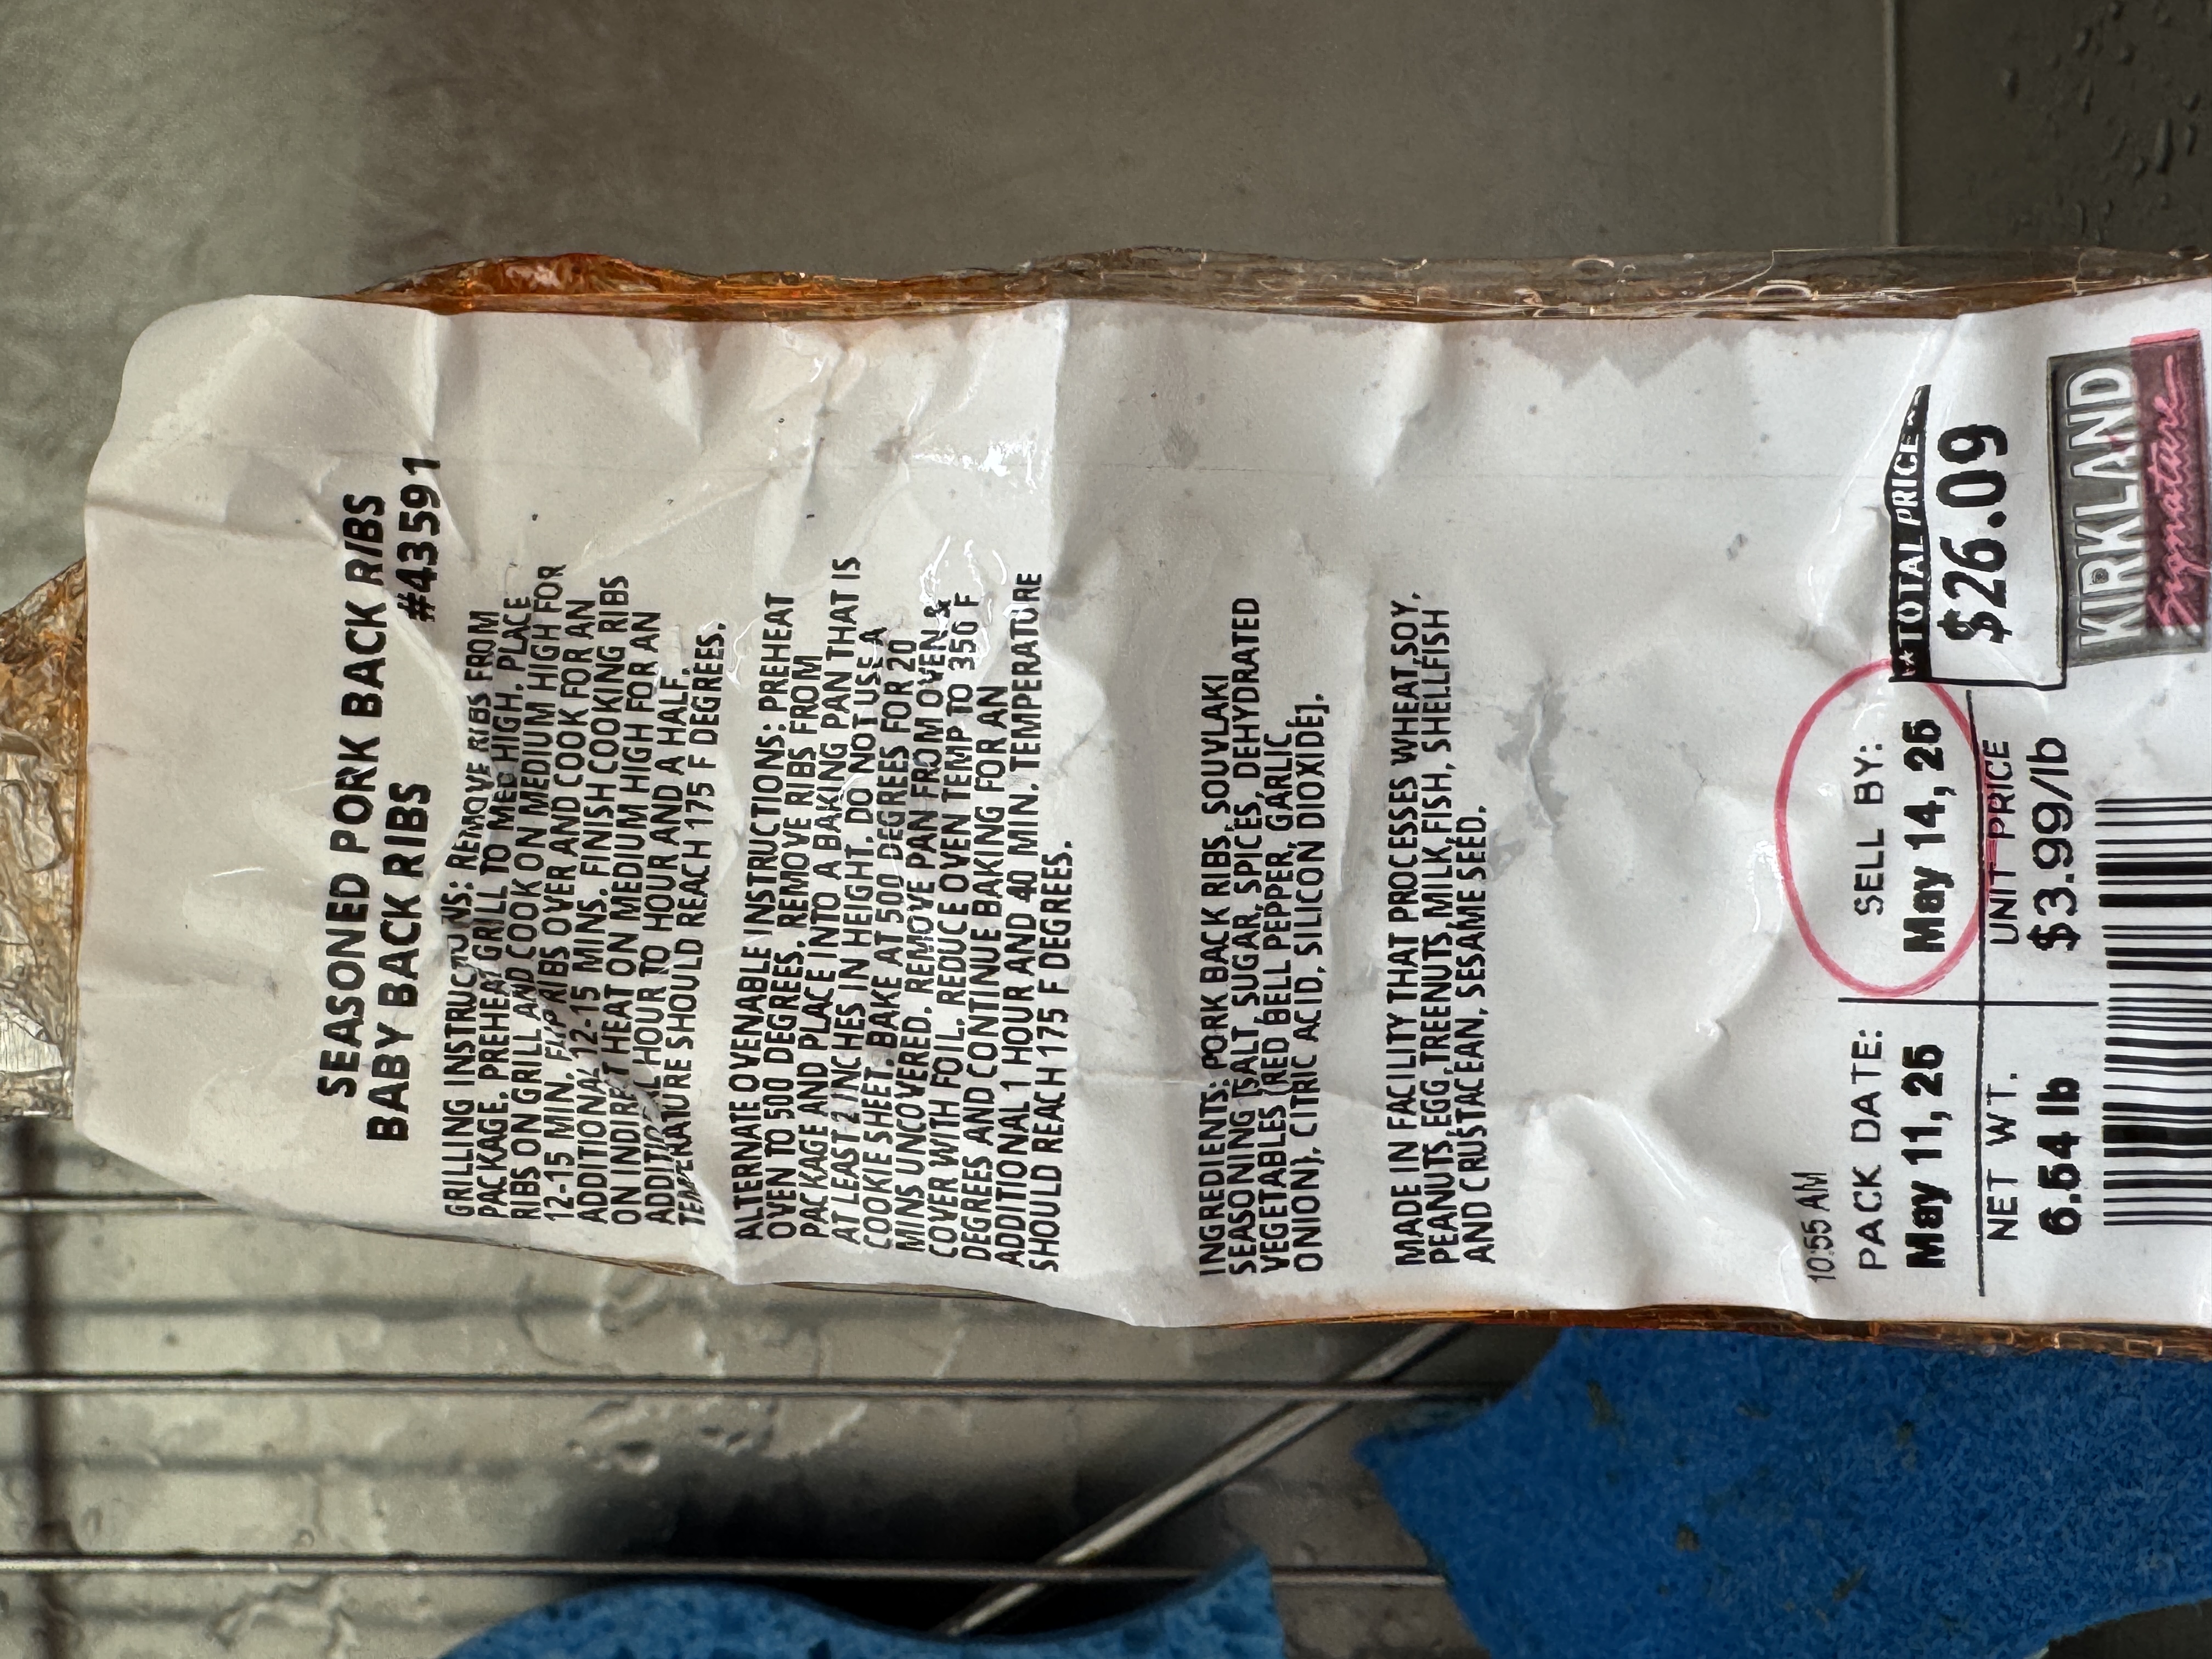 SEASONED PORK BACK RIBS
BABY BACK RIBS #43591
GRILLING INSTRUCTIONS: REMOVE RIBS FROM
PACKAGE. PREHEAT GRILL TO MED HIGH. PLACE
RIBS ON GRILL AND COOK ON MEDIUM HIGH FOR
12-15 MIN. FLIP RIBS OVER AND COOK FOR AN
ADDITIONAL 12-15 MINS. FINISH COOKING RIBS
ON INDIRECT HEAT ON MEDIUM HIGH FOR AN
ADDITIONAL HOUR TO HOUR AND A HALF.
TEMPERATURE SHOULD REACH 175 F DEGREES.
ALTERNATE OVENABLE INSTRUCTIONS: PREHEAT
OVEN TO 500 DEGREES. REMOVE RIBS FROM
PACKAGE AND PLACE INTO A BAKING PAN THAT IS
AT LEAST 2 INCHES IN HEIGHT. DO NOT USE A
COOKIE SHEET. BAKE AT 500 DEGREES FOR 20
MINS UNCOVERED. REMOVE PAN FROM OVEN &
COVER WITH FOIL. REDUCE OVEN TEMP TO 350 F
DEGREES AND CONTINUE BAKING FOR AN
ADDITIONAL 1 HOUR AND 40 MIN. TEMPERATURE
SHOULD REACH 175 F DEGREES.
INGREDIENTS: PORK BACK RIBS, SOUVLAKI
SEASONING [SALT, SUGAR, SPICES, DEHYDRATED
VEGETABLES (RED BELL PEPPER, GARLIC
ONION), CITRIC ACID, SILICON DIOXIDE].
MADE IN FACILITY THAT PROCESSES WHEAT,SOY,
PEANUTS,EGG,TREENUTS,MILK,FISH, SHELLFISH
AND CRUSTACEAN, SESAME SEED.
10:55 AM
PACK DATE: SELL BY:
May 11, 25 May 14, 25
TOTAL PRICE
$26.09
NET WT. UNIT PRICE
6.54 lb $3.99/lb
KIRKLAND
Signature